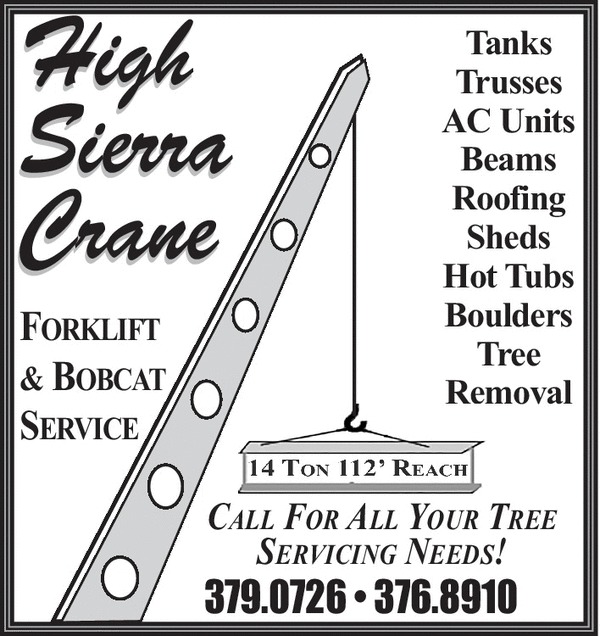 High
Sierra
Crane
FORKLIFT
& BOBCAT
SERVICE
Tanks
Trusses
AC Units
Beams
Roofing
Sheds
Hot Tubs
Boulders
Tree
Removal
14 TON 112' REACH
CALL FOR ALL YOUR TREE
SERVICING NEEDS!
379.0726 • 376.8910